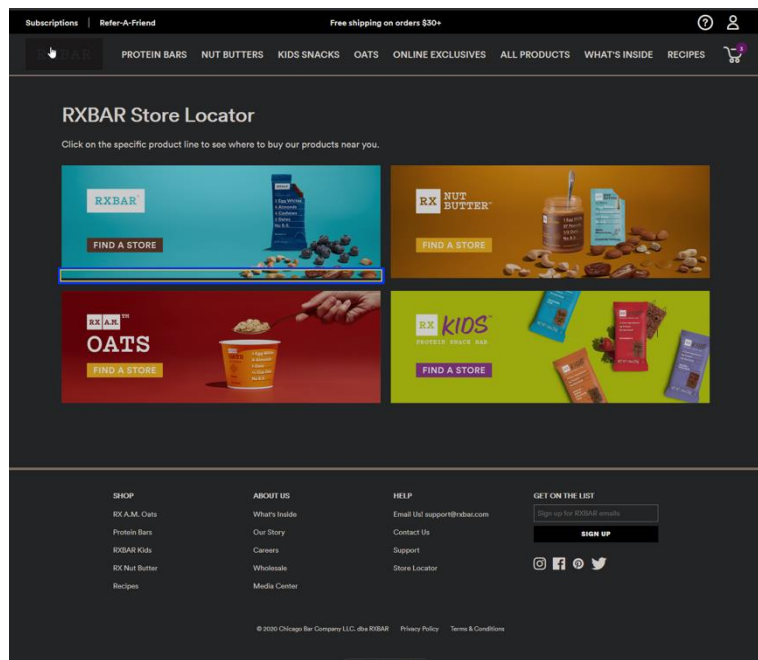 Subscriptions | Refer-A-Friend Free shipping on orders $30+
RXBAR PROTEIN BARS NUT BUTTERS KIDS SNACKS OATS ONLINE EXCLUSIVES ALL PRODUCTS WHAT'S INSIDE RECIPES 3
RXBAR Store Locator
Click on the specific product line to see where to buy our products near you.
RXBAR
FIND A STORE
RX NUT BUTTER™
FIND A STORE
RX A.M.™
OATS
FIND A STORE
RX KIDS™
PROTEIN SNACK BAR
FIND A STORE
SHOP
RX A.M. Oats
Protein Bars
RXBAR Kids
RX Nut Butter
Recipes
ABOUT US
What's Inside
Our Story
Careers
Wholesale
Media Center
HELP
Email Us! support@rxbar.com
Contact Us
Support
Store Locator
GET ON THE LIST
Sign up for RXBAR emails
SIGN UP
© 2020 Chicago Bar Company LLC. dba RXBAR Privacy Policy Terms & Conditions